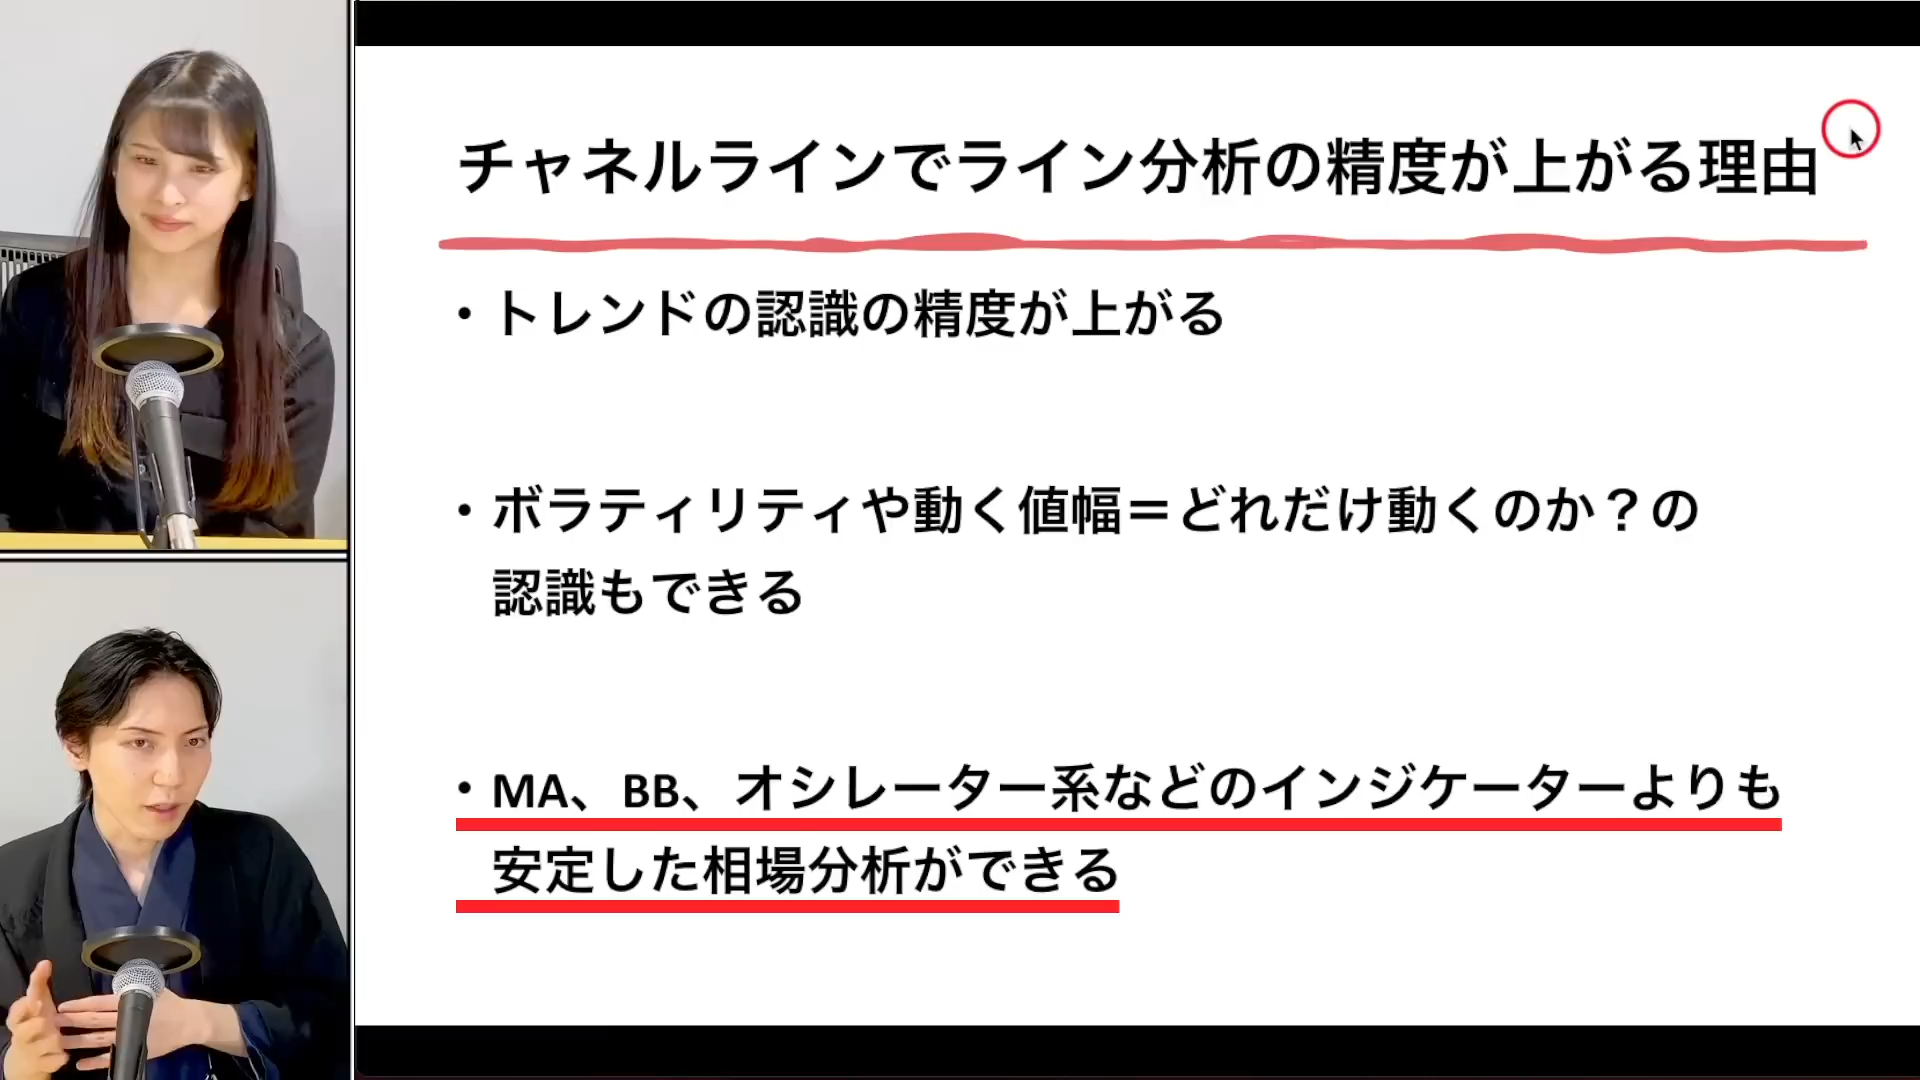 チャネルラインでライン分析の精度が上がる理由
・トレンドの認識の精度が上がる
・ボラティリティや動く値幅＝どれだけ動くのか？の
認識もできる
・MA、BB、オシレーター系などのインジケーターよりも
安定した相場分析ができる